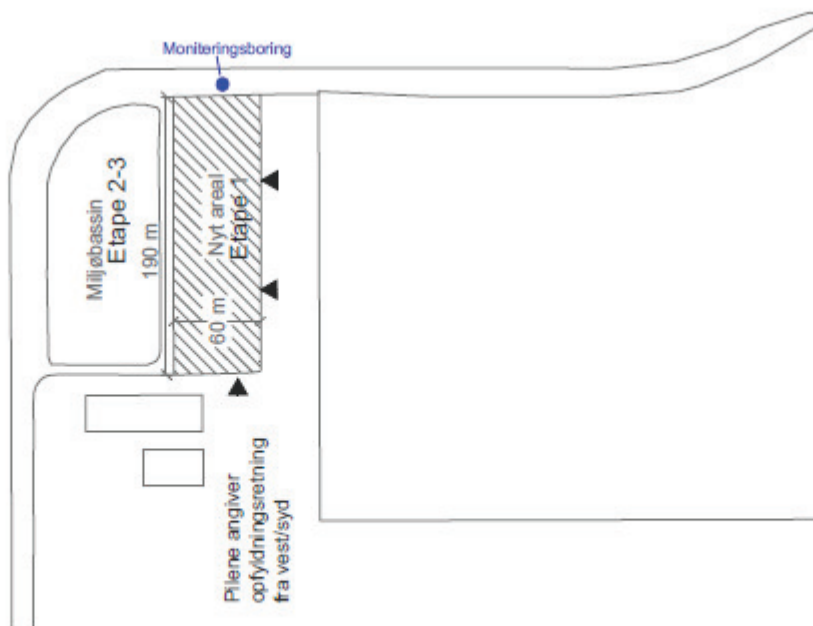 Moniteringsboring
Miljøbassin
Etape 2-3
190 m
Nyt areal
Etape 1
60 m
Pilene angiver
opfyldningsretning
fra vest/syd